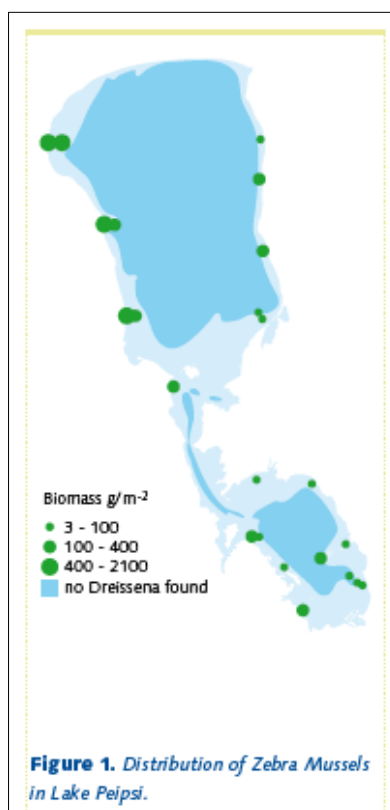 Biomass g/m⁻²
3 - 100
100 - 400
400 - 2100
no Dreissena found
Figure 1. Distribution of Zebra Mussels
in Lake Peipsi.